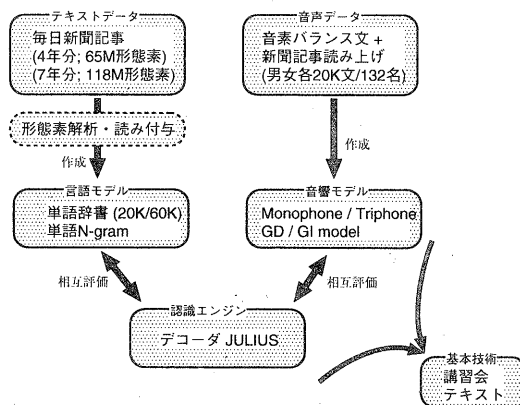 テキストデータ
毎日新聞記事
(4年分; 65M形態素)
(7年分; 118M形態素)
形態素解析・読み付与
作成
言語モデル
単語辞書 (20K/60K)
単語N-gram
音声データ
音素バランス文 +
新聞記事読み上げ
(男女各20K文/132名)
作成
音響モデル
Monophone / Triphone
GD / GI model
相互評価
相互評価
認識エンジン
デコーダ JULIUS
基本技術
講習会
テキスト